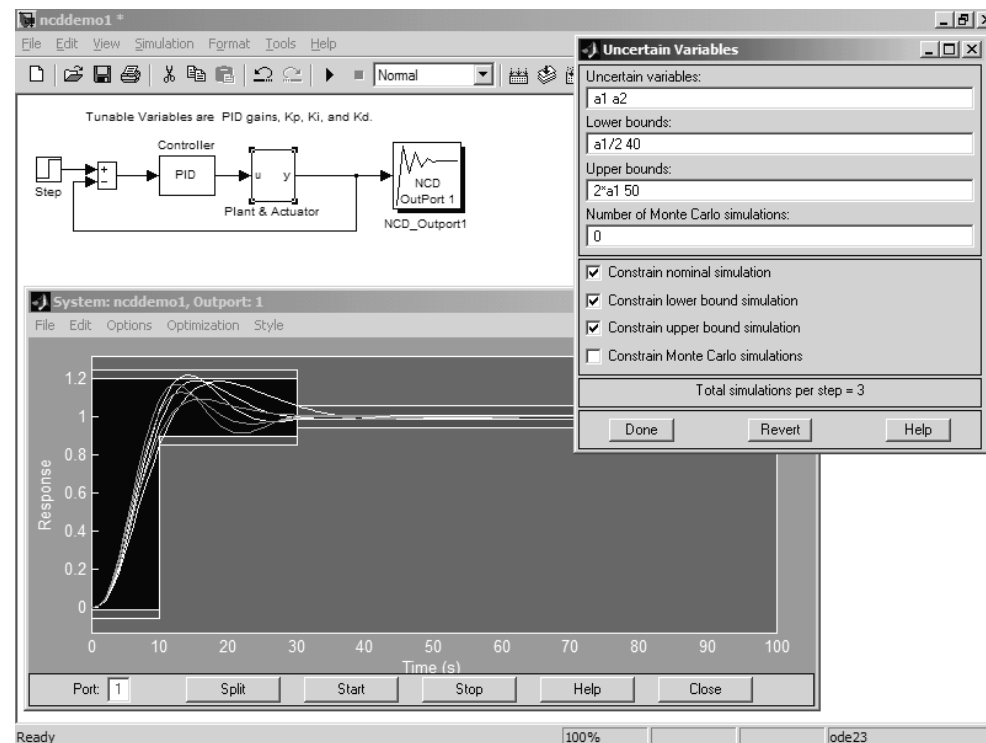 ncddemo1 *
File Edit View Simulation Format Tools Help
Normal
Tunable Variables are PID gains, Kp, Ki, and Kd.
Controller
Step
+
−
PID
u y
Plant & Actuator
NCD
OutPort 1
NCD_Outport1
Uncertain Variables
Uncertain variables:
a1 a2
Lower bounds:
a1/2 40
Upper bounds:
2*a1 50
Number of Monte Carlo simulations:
0
Constrain nominal simulation
Constrain lower bound simulation
Constrain upper bound simulation
Constrain Monte Carlo simulations
Total simulations per step = 3
Done Revert Help
System: ncddemo1, Outport: 1
File Edit Options Optimization Style
Response
1.2
1
0.8
0.6
0.4
0.2
0
0 10 20 30 40 50 60 70 80 90 100
Time (s)
Port: 1 Split Start Stop Help Close
Ready 100% ode23